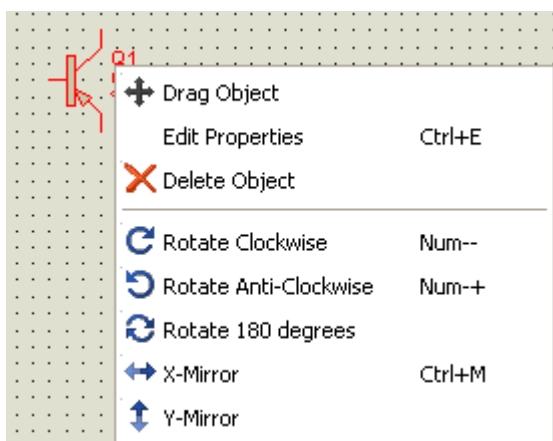 Q1
Drag Object
Edit Properties Ctrl+E
Delete Object
Rotate Clockwise Num--
Rotate Anti-Clockwise Num-+
Rotate 180 degrees
X-Mirror Ctrl+M
Y-Mirror